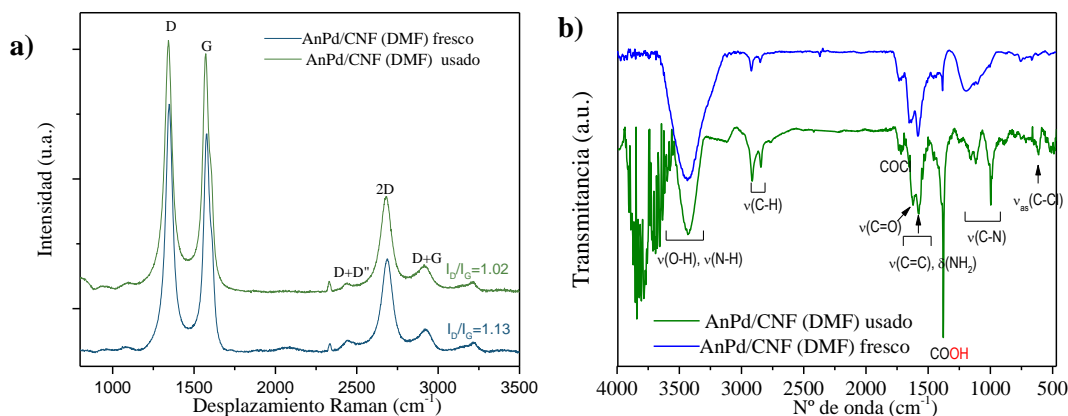 a)
D
G
AnPd/CNF (DMF) fresco
AnPd/CNF (DMF) usado
2D
D+D"
D+G
I_D/I_G=1.02
I_D/I_G=1.13
Intensidad (u.a.)
1000
1500
2000
2500
3000
3500
Desplazamiento Raman (cm⁻¹)
b)
Transmitancia (a.u.)
COC
ν(C-H)
ν_as(C-Cl)
ν(C=O)
ν(C-N)
ν(O-H), ν(N-H)
ν(C=C), δ(NH₂)
AnPd/CNF (DMF) usado
AnPd/CNF (DMF) fresco
COOH
4000
3500
3000
2500
2000
1500
1000
Nº de onda (cm⁻¹)